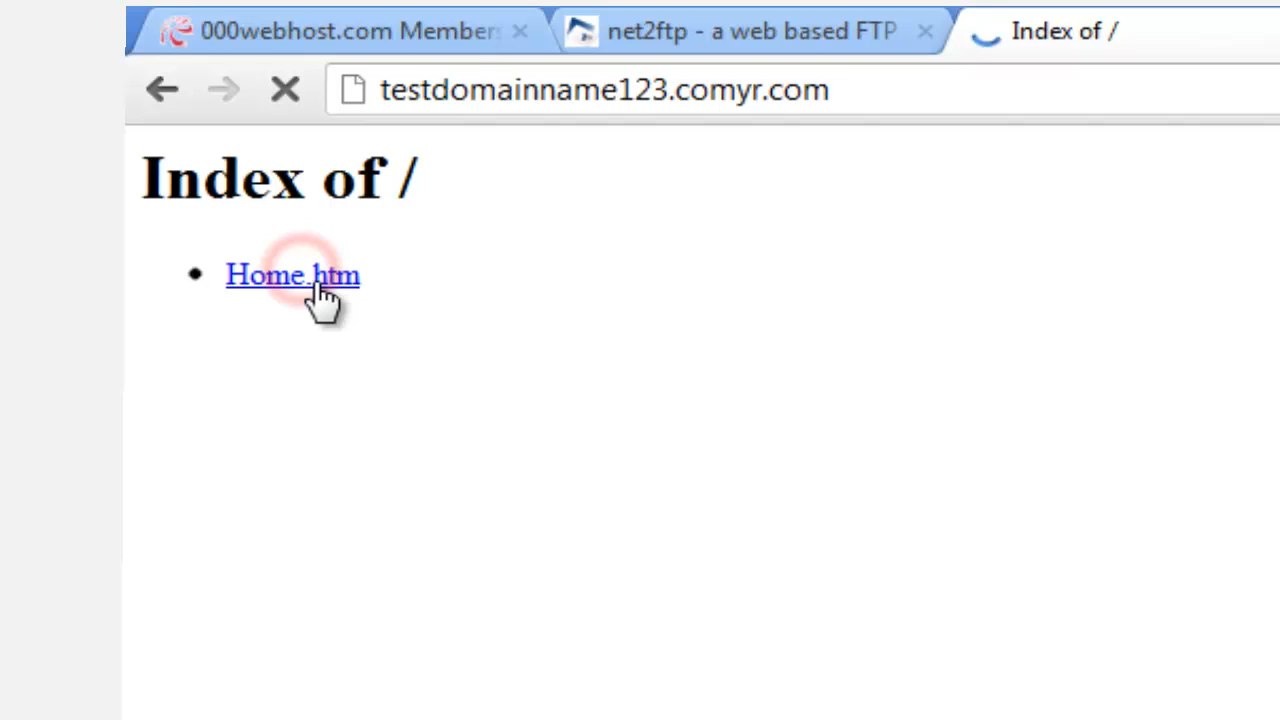 000webhost.com Members
net2ftp - a web based FTP
Index of /
testdomainname123.comyr.com
Index of /
Home.htm